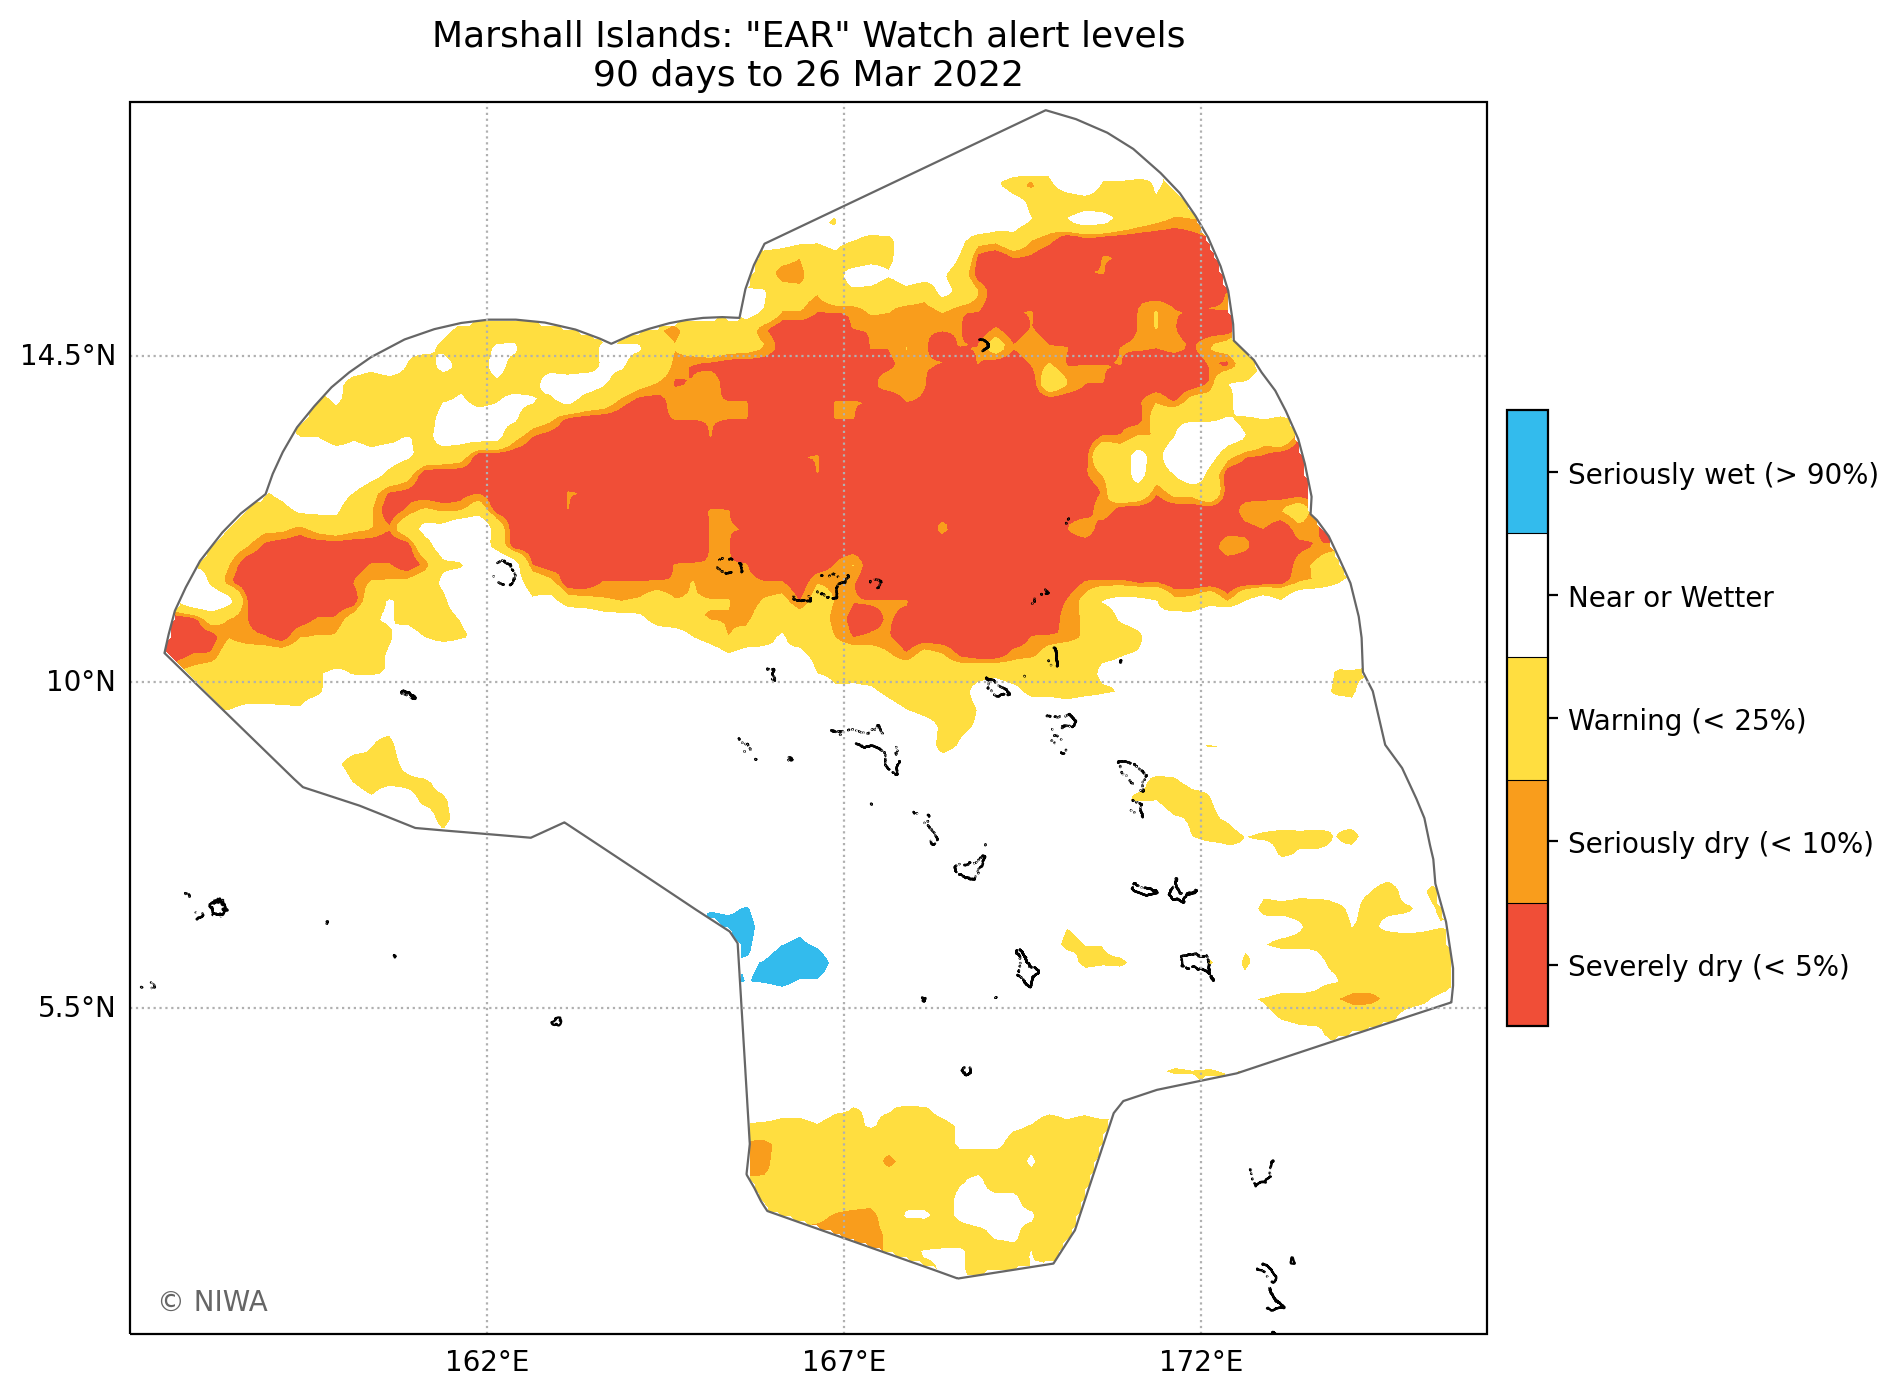 Marshall Islands: "EAR" Watch alert levels
90 days to 26 Mar 2022
14.5°N
10°N
5.5°N
162°E
167°E
172°E
Seriously wet (> 90%)
Near or Wetter
Warning (< 25%)
Seriously dry (< 10%)
Severely dry (< 5%)
© NIWA